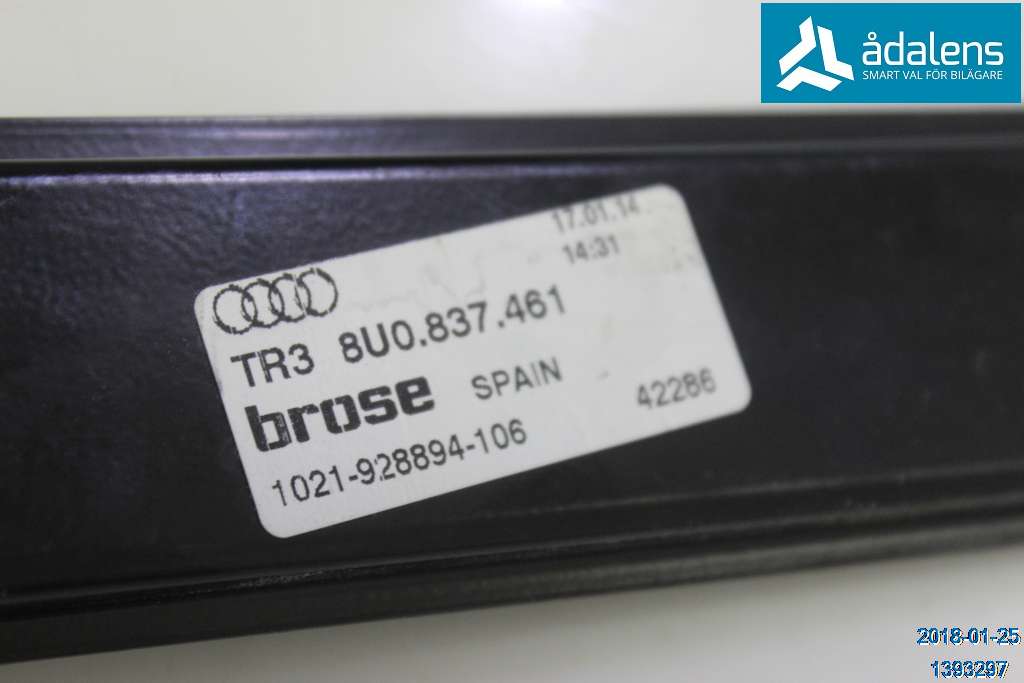 ådalens
SMART VAL FÖR BILÄGARE
17.01.14
14:31
TR3 8U0.837.461
brose SPAIN 42286
1021-928894-106
2018-01-25
1393297